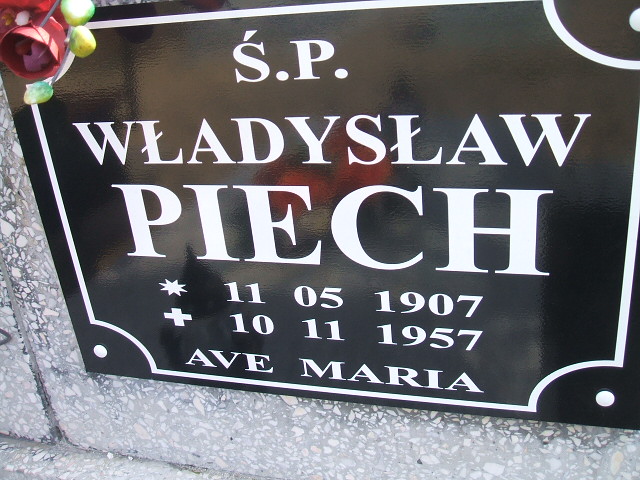 Ś.P.
WŁADYSŁAW
PIECH
11 05 1907
10 11 1957
AVE MARIA